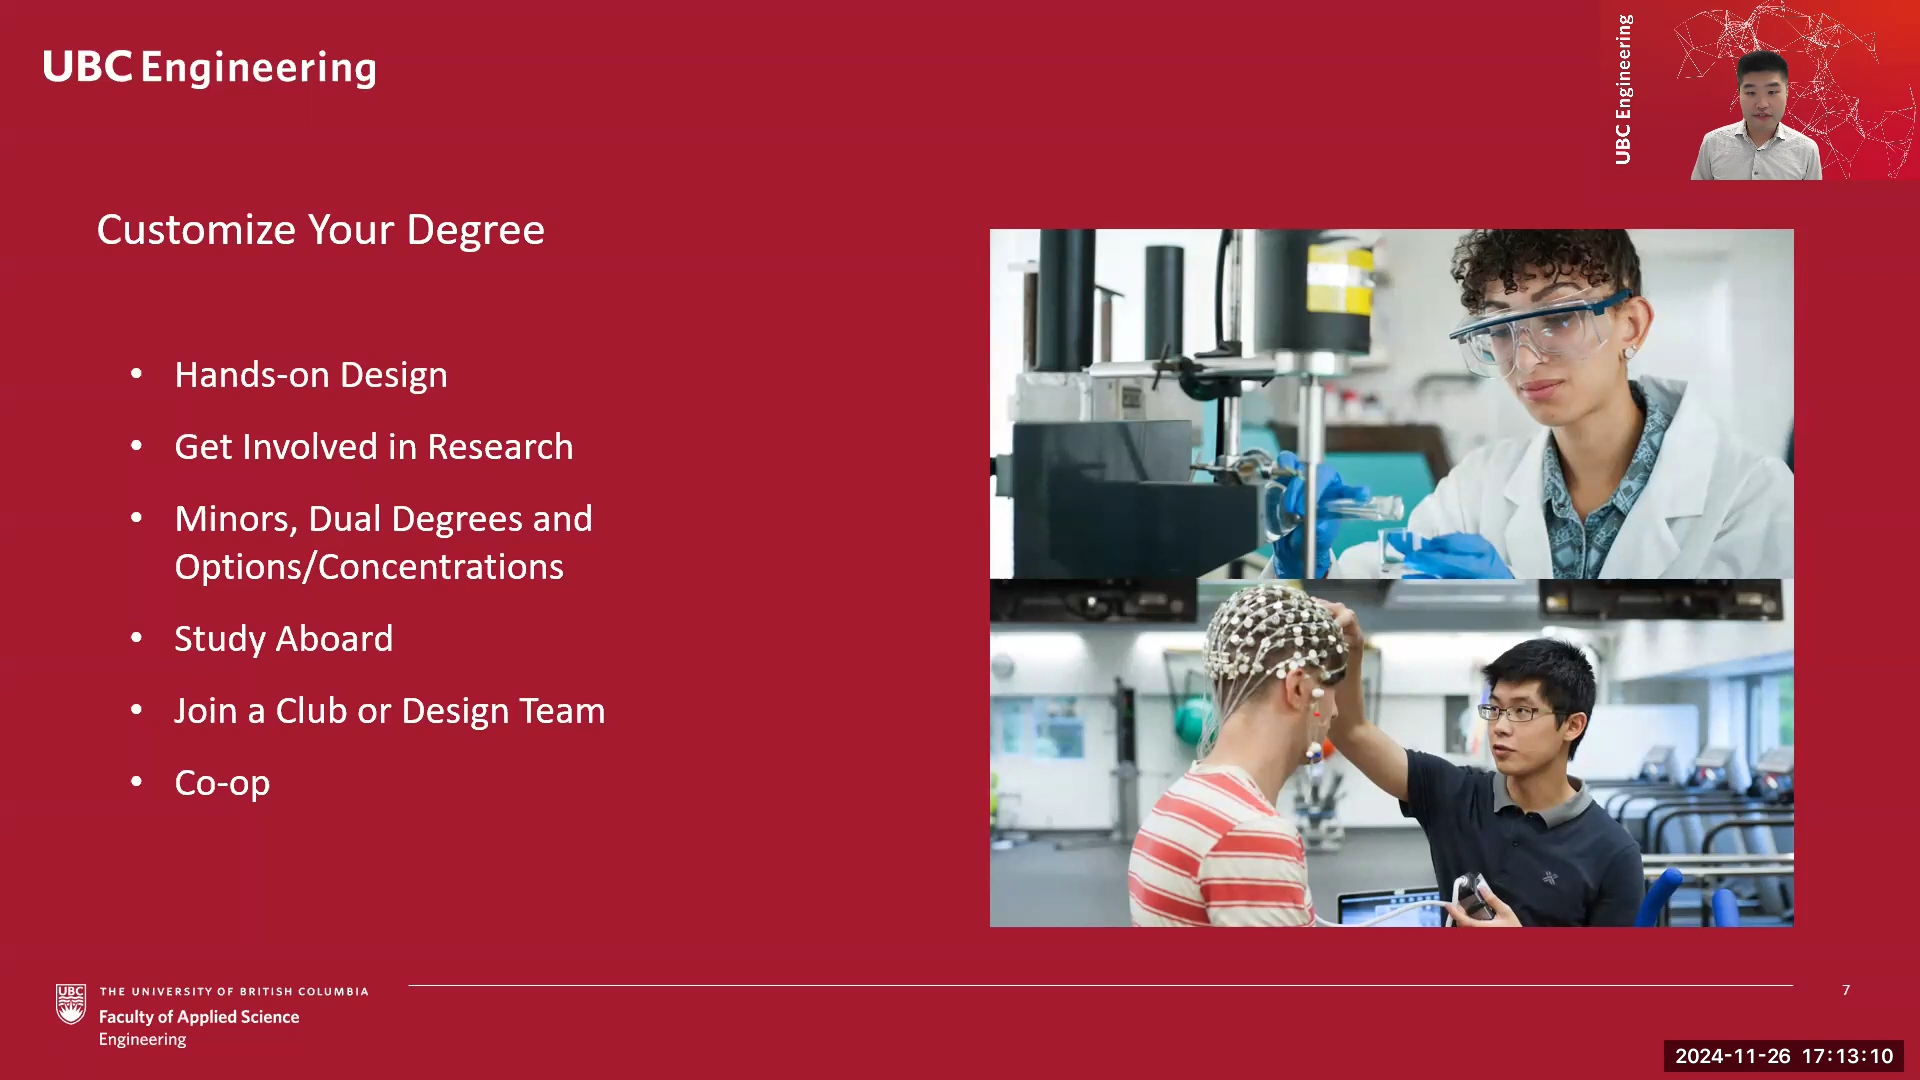 UBC Engineering
UBC Engineering
Customize Your Degree
• Hands-on Design
• Get Involved in Research
• Minors, Dual Degrees and
Options/Concentrations
• Study Aboard
• Join a Club or Design Team
• Co-op
UBC
THE UNIVERSITY OF BRITISH COLUMBIA
Faculty of Applied Science
Engineering
7
2024-11-26 17:13:10